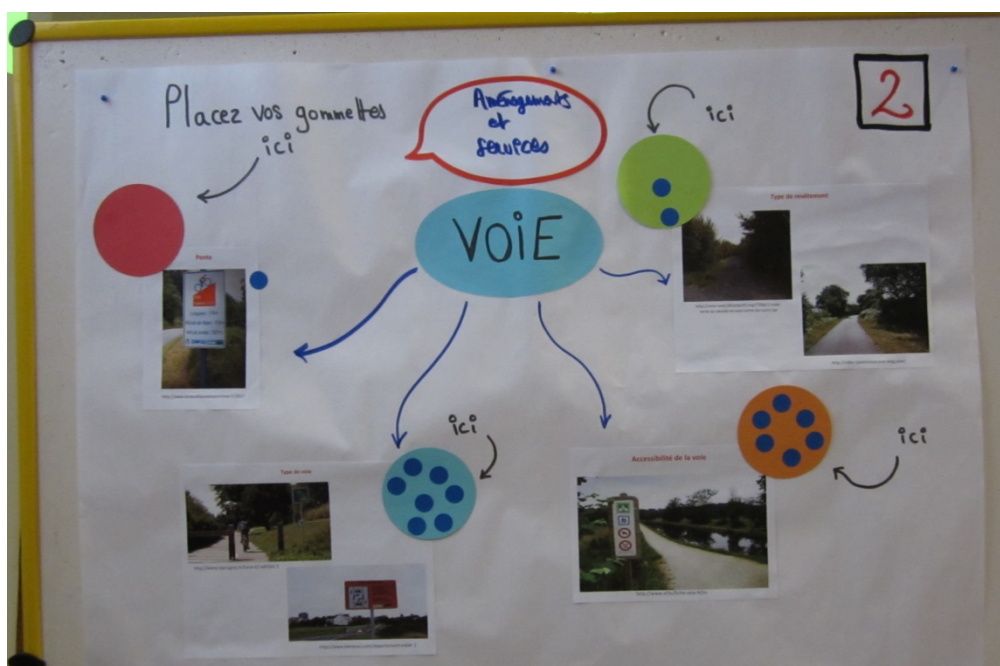 Placez vos gommettes
ici
Aménagements
et
services
ici
2
VOIE
Pente
Type de revêtement
ici
Type de voie
Accessibilité de la voie
ici